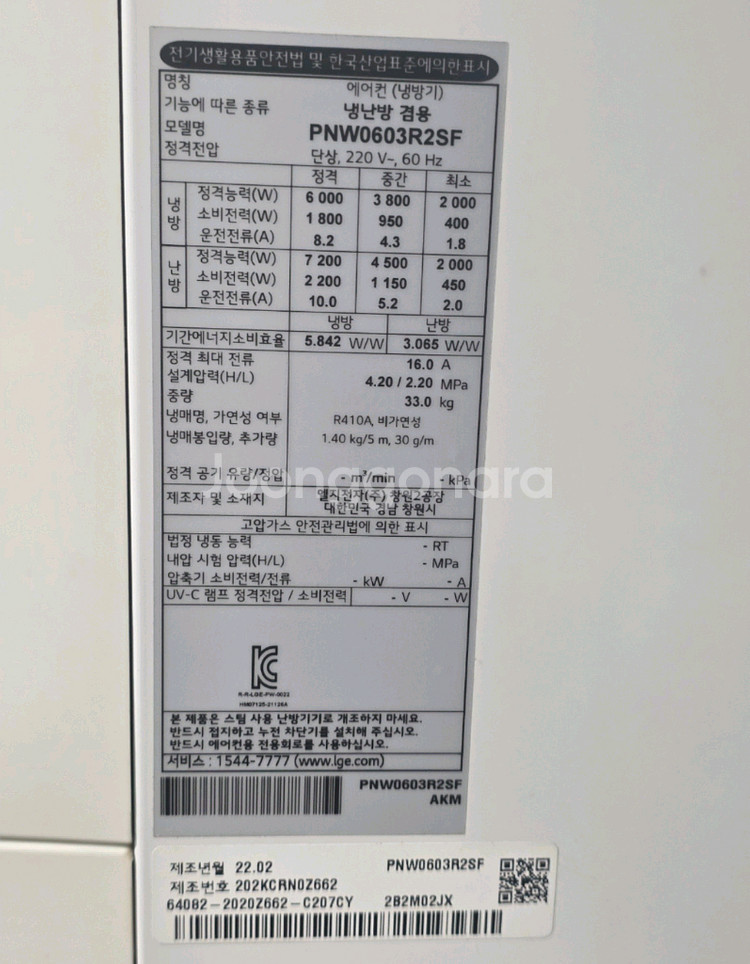 전기생활용품안전법 및 한국산업표준에의한표시
명칭 에어컨 (냉방기)
기능에 따른 종류 냉난방 겸용
모델명 PNW0603R2SF
정격전압 단상, 220 V~, 60 Hz
정격 중간 최소
냉방 정격능력(W) 6 000 3 800 2 000
소비전력(W) 1 800 950 400
운전전류(A) 8.2 4.3 1.8
난방 정격능력(W) 7 200 4 500 2 000
소비전력(W) 2 200 1 150 450
운전전류(A) 10.0 5.2 2.0
냉방 난방
기간에너지소비효율 5.842 W/W 3.065 W/W
정격 최대 전류 16.0 A
설계압력(H/L) 4.20 / 2.20 MPa
중량 33.0 kg
냉매명, 가연성 여부 R410A, 비가연성
냉매봉입량, 추가량 1.40 kg/5 m, 30 g/m
정격 공기 유량/정압 - m³/min - kPa
Joonggonara
제조자 및 소재지 엘지전자(주) 창원2공장
대한민국 경남 창원시
고압가스 안전관리법에 의한 표시
법정 냉동 능력 - RT
내압 시험 압력(H/L) - MPa
압축기 소비전력/전류 - kW - A
UV-C 램프 정격전압 / 소비전력 - V - W
R-R-LGE-PW-0022
HM07125-21128A
본 제품은 스팀 사용 난방기기로 개조하지 마세요.
반드시 접지하고 누전 차단기를 설치해 주십시오.
반드시 에어컨용 전용회로를 사용하십시오.
서비스 : 1544-7777 (www.lge.com)
PNW0603R2SF
AKM
제조년월 22.02 PNW0603R2SF
제조번호 202KCRN0Z662
64082-2020Z662-C207CY 2B2M02JX